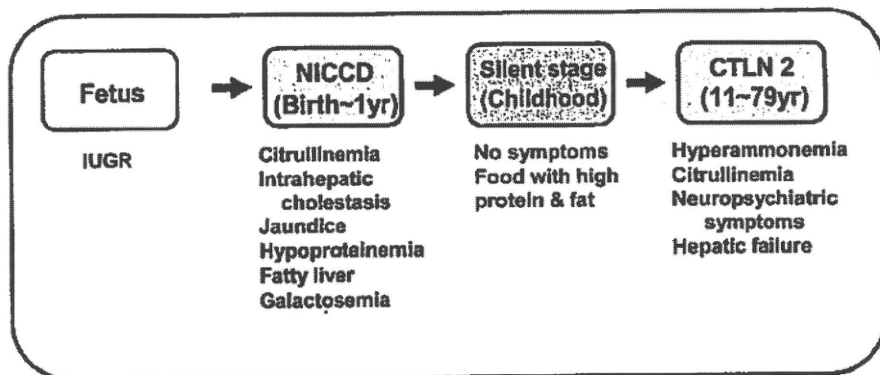 Fetus
IUGR
NICCD
(Birth~1yr)
Citrullinemia
Intrahepatic
cholestasis
Jaundice
Hypoproteinemia
Fatty liver
Galactosemia
Silent stage
(Childhood)
No symptoms
Food with high
protein & fat
CTLN 2
(11~79yr)
Hyperammonemia
Citrullinemia
Neuropsychiatric
symptoms
Hepatic failure